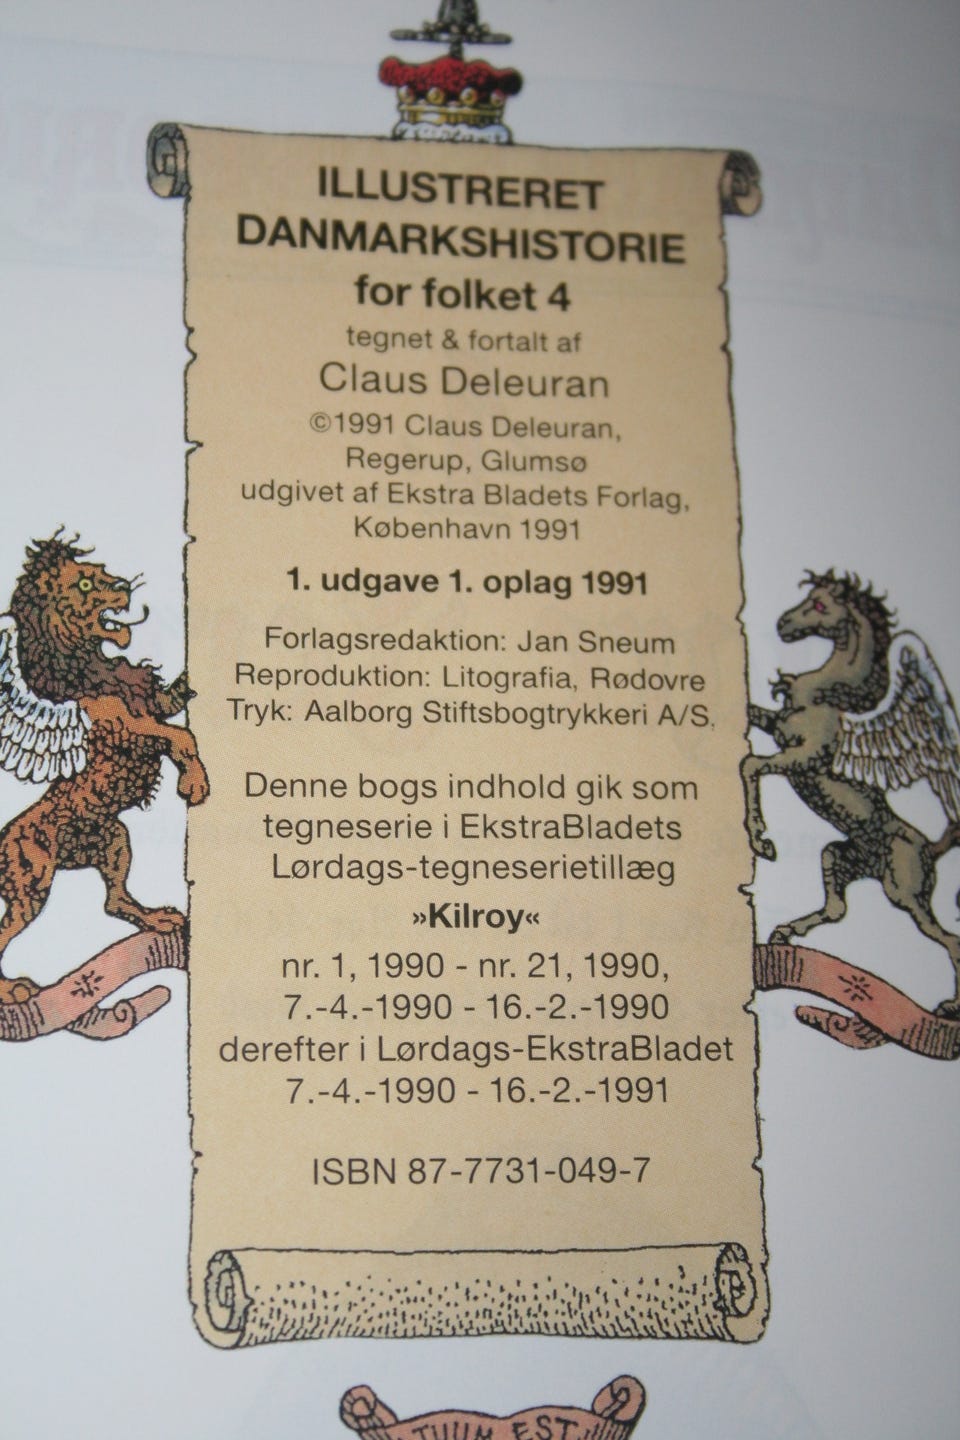 ILLUSTRERET
DANMARKSHISTORIE
for folket 4
tegnet & fortalt af
Claus Deleuran
©1991 Claus Deleuran,
Regerup, Glumsø
udgivet af Ekstra Bladets Forlag,
København 1991
1. udgave 1. oplag 1991
Forlagsredaktion: Jan Sneum
Reproduktion: Litografia, Rødovre
Tryk: Aalborg Stiftsbogtrykkeri A/S.
Denne bogs indhold gik som
tegneserie i EkstraBladets
Lørdags-tegneserietillæg
»Kilroy«
nr. 1, 1990 - nr. 21, 1990,
7.-4.-1990 - 16.-2.-1990
derefter i Lørdags-EkstraBladet
7.-4.-1990 - 16.-2.-1991
ISBN 87-7731-049-7
TUUM EST